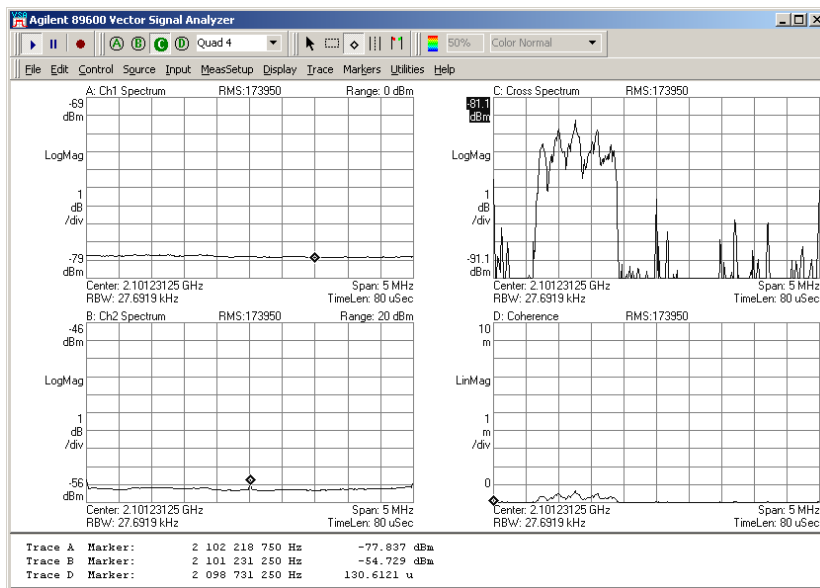 Agilent 89600 Vector Signal Analyzer
A B C D Quad 4 50% Color Normal
File Edit Control Source Input MeasSetup Display Trace Markers Utilities Help
A: Ch1 Spectrum RMS:173950 Range: 0 dBm
-69
dBm
LogMag
1
dB
/div
-79
dBm
Center: 2.10123125 GHz Span: 5 MHz
RBW: 27.6919 kHz TimeLen: 80 uSec
C: Cross Spectrum RMS:173950
-81.1
dBm
LogMag
1
dB
/div
-91.1
dBm
Center: 2.10123125 GHz Span: 5 MHz
RBW: 27.6919 kHz TimeLen: 80 uSec
B: Ch2 Spectrum RMS:173950 Range: 20 dBm
-46
dBm
LogMag
1
dB
/div
-56
dBm
Center: 2.10123125 GHz Span: 5 MHz
RBW: 27.6919 kHz TimeLen: 80 uSec
D: Coherence RMS:173950
10
m
LinMag
1
m
/div
0
Center: 2.10123125 GHz Span: 5 MHz
RBW: 27.6919 kHz TimeLen: 80 uSec
Trace A Marker: 2 102 218 750 Hz -77.837 dBm
Trace B Marker: 2 101 231 250 Hz -54.729 dBm
Trace D Marker: 2 098 731 250 Hz 130.6121 u